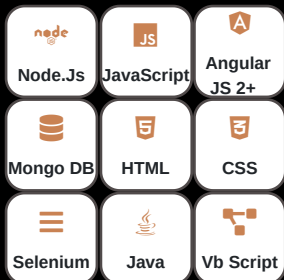 node
JS
A
Node.Js
JavaScript
Angular
JS 2+
5
3
Mongo DB
HTML
CSS
Selenium
Java
Vb Script